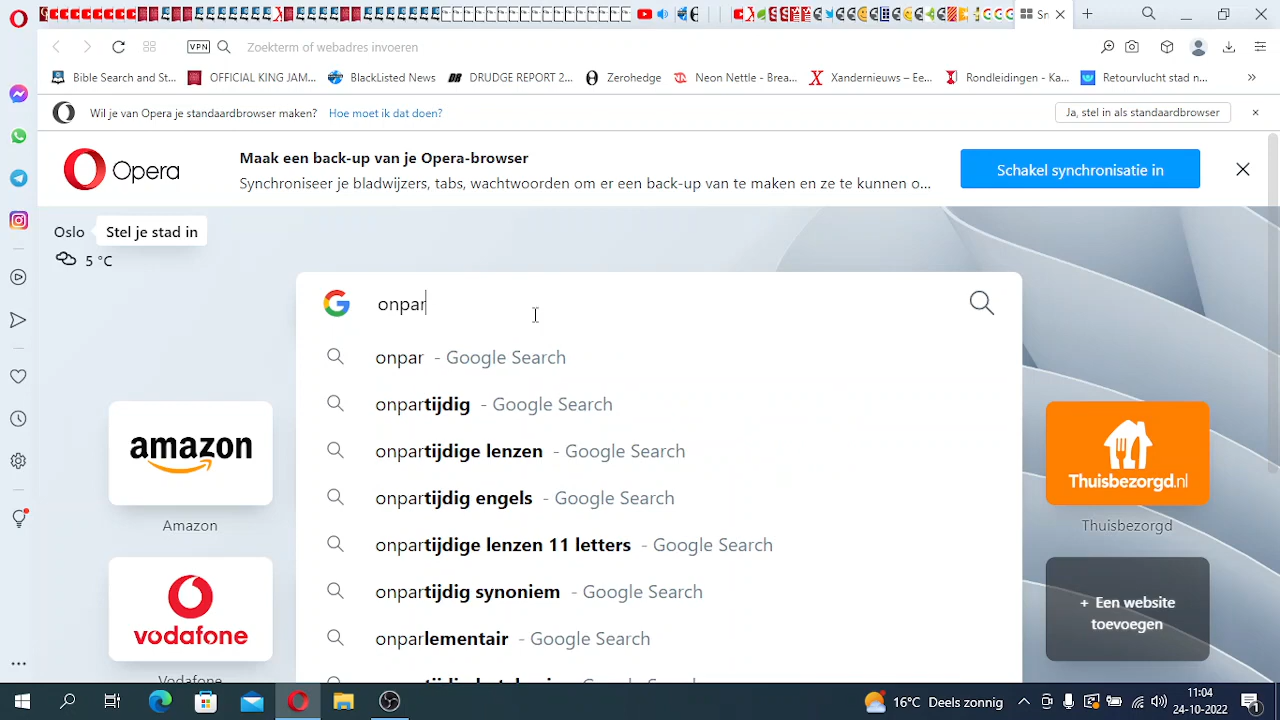 Sn
VPN
Zoekterm of webadres invoeren
Bible Search and St...
OFFICIAL KING JAM...
BlackListed News
DRUDGE REPORT 2...
Zerohedge
Neon Nettle - Brea...
Xandernieuws – Ee...
Rondleidingen - Ka...
Retourvlucht stad n...
»
Wil je van Opera je standaardbrowser maken? Hoe moet ik dat doen?
Ja, stel in als standaardbrowser
Opera
Maak een back-up van je Opera-browser
Synchroniseer je bladwijzers, tabs, wachtwoorden om er een back-up van te maken en ze te kunnen o...
Schakel synchronisatie in
Oslo
Stel je stad in
5 °C
onpar
onpar - Google Search
onpartijdig - Google Search
onpartijdige lenzen - Google Search
onpartijdig engels - Google Search
onpartijdige lenzen 11 letters - Google Search
onpartijdig synoniem - Google Search
onparlementair - Google Search
amazon
Amazon
vodafone
Vodafone
Thuisbezorgd.nl
Thuisbezorgd
+ Een website
toevoegen
16°C Deels zonnig
11:04
24-10-2022
1